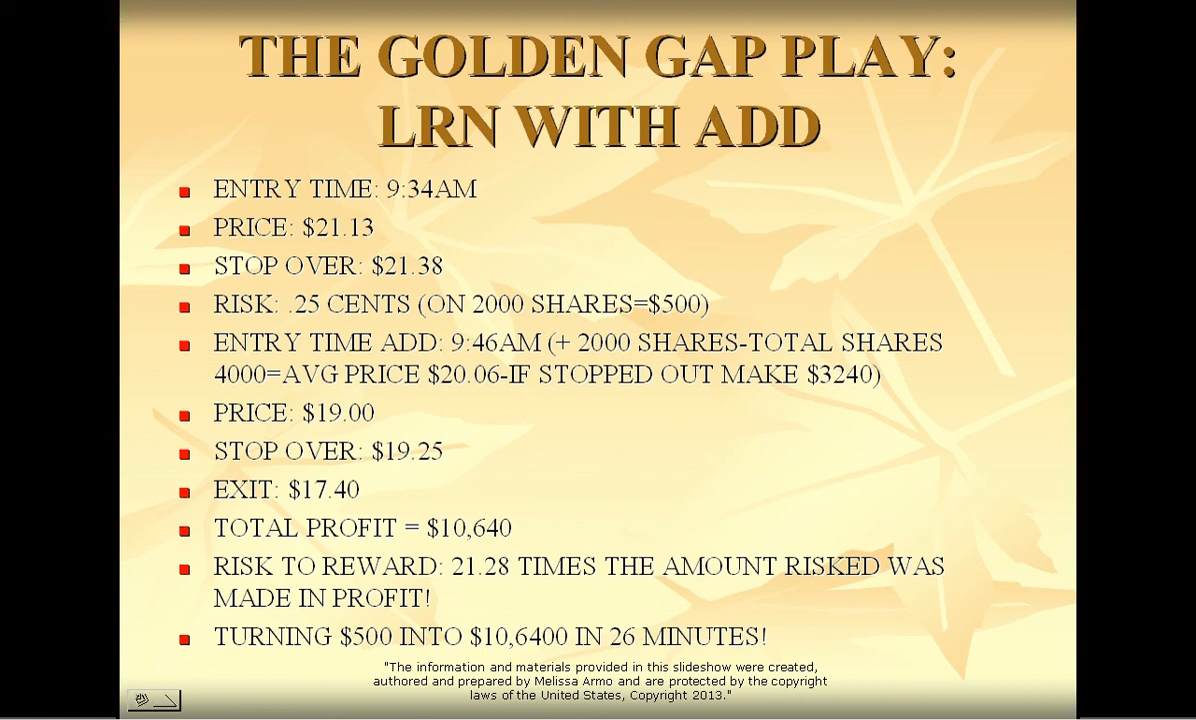 THE GOLDEN GAP PLAY:
LRN WITH ADD
ENTRY TIME: 9:34AM
PRICE: $21.13
STOP OVER: $21.38
RISK: .25 CENTS (ON 2000 SHARES=$500)
ENTRY TIME ADD: 9:46AM (+ 2000 SHARES-TOTAL SHARES
4000=AVG PRICE $20.06-IF STOPPED OUT MAKE $3240)
PRICE: $19.00
STOP OVER: $19.25
EXIT: $17.40
TOTAL PROFIT = $10,640
RISK TO REWARD: 21.28 TIMES THE AMOUNT RISKED WAS
MADE IN PROFIT!
TURNING $500 INTO $10,6400 IN 26 MINUTES!
"The information and materials provided in this slideshow were created,
authored and prepared by Melissa Armo and are protected by the copyright
laws of the United States, Copyright 2013."